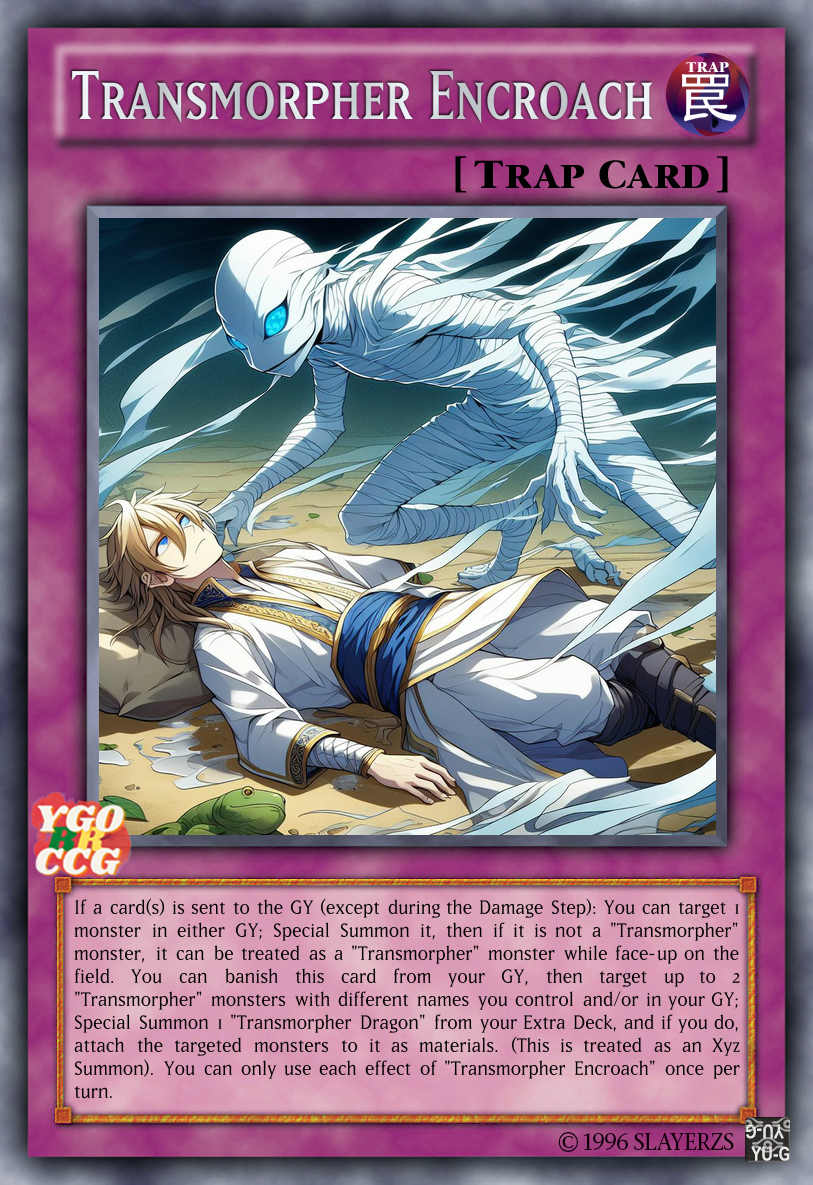 Transmorpher Encroach
TRAP
罠
[Trap Card]
YGO
RR
CCG
If a card(s) is sent to the GY (except during the Damage Step): You can target 1
monster in either GY; Special Summon it, then if it is not a "Transmorpher"
monster, it can be treated as a "Transmorpher" monster while face-up on the
field. You can banish this card from your GY, then target up to 2
"Transmorpher" monsters with different names you control and/or in your GY;
Special Summon 1 "Transmorpher Dragon" from your Extra Deck, and if you do,
attach the targeted monsters to it as materials. (This is treated as an Xyz
Summon). You can only use each effect of "Transmorpher Encroach" once per
turn.
© 1996 SLAYERZS
YU-G